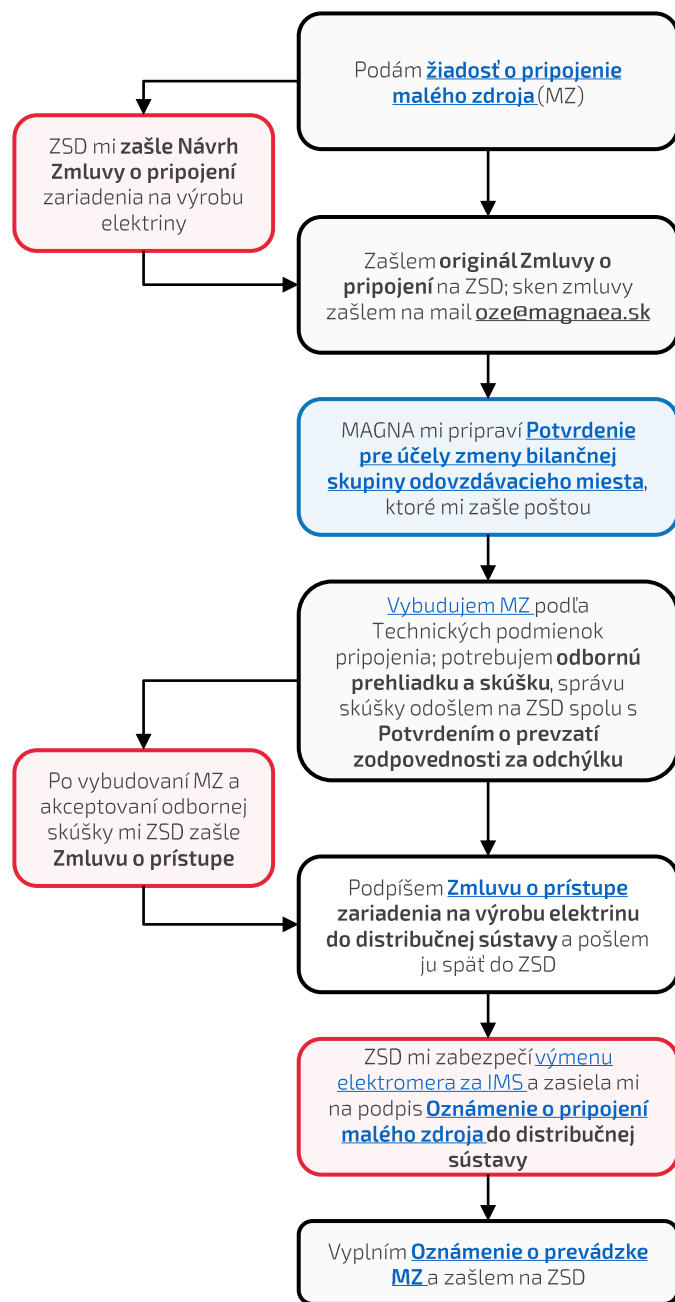 Podám žiadosť o pripojenie
malého zdroja (MZ)
ZSD mi zašle Návrh
Zmluvy o pripojení
zariadenia na výrobu
elektriny
Zašlem originál Zmluvy o
pripojení na ZSD; sken zmluvy
zašlem na mail oze@magnaea.sk
MAGNA mi pripraví Potvrdenie
pre účely zmeny bilančnej
skupiny odovzdávacieho miesta,
ktoré mi zašle poštou
Vybudujem MZ podľa
Technických podmienok
pripojenia; potrebujem odbornú
prehliadku a skúšku, správu
skúšky odošlem na ZSD spolu s
Potvrdením o prevzatí
zodpovednosti za odchýlku
Po vybudovaní MZ a
akceptovaní odbornej
skúšky mi ZSD zašle
Zmluvu o prístupe
Podpíšem Zmluvu o prístupe
zariadenia na výrobu elektrinu
do distribučnej sústavy a pošlem
ju späť do ZSD
ZSD mi zabezpečí výmenu
elektromera za IMS a zasiela mi
na podpis Oznámenie o pripojení
malého zdroja do distribučnej
sústavy
Vyplním Oznámenie o prevádzke
MZ a zašlem na ZSD